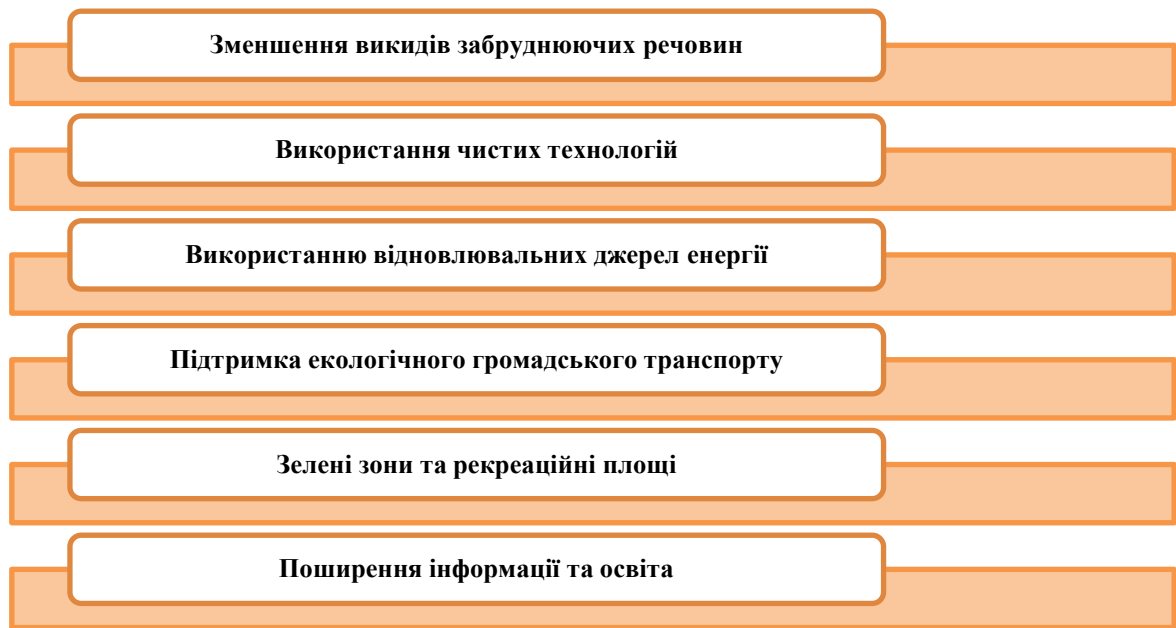 Зменшення викидів забруднюючих речовин
Використання чистих технологій
Використанню відновлювальних джерел енергії
Підтримка екологічного громадського транспорту
Зелені зони та рекреаційні площі
Поширення інформації та освіта